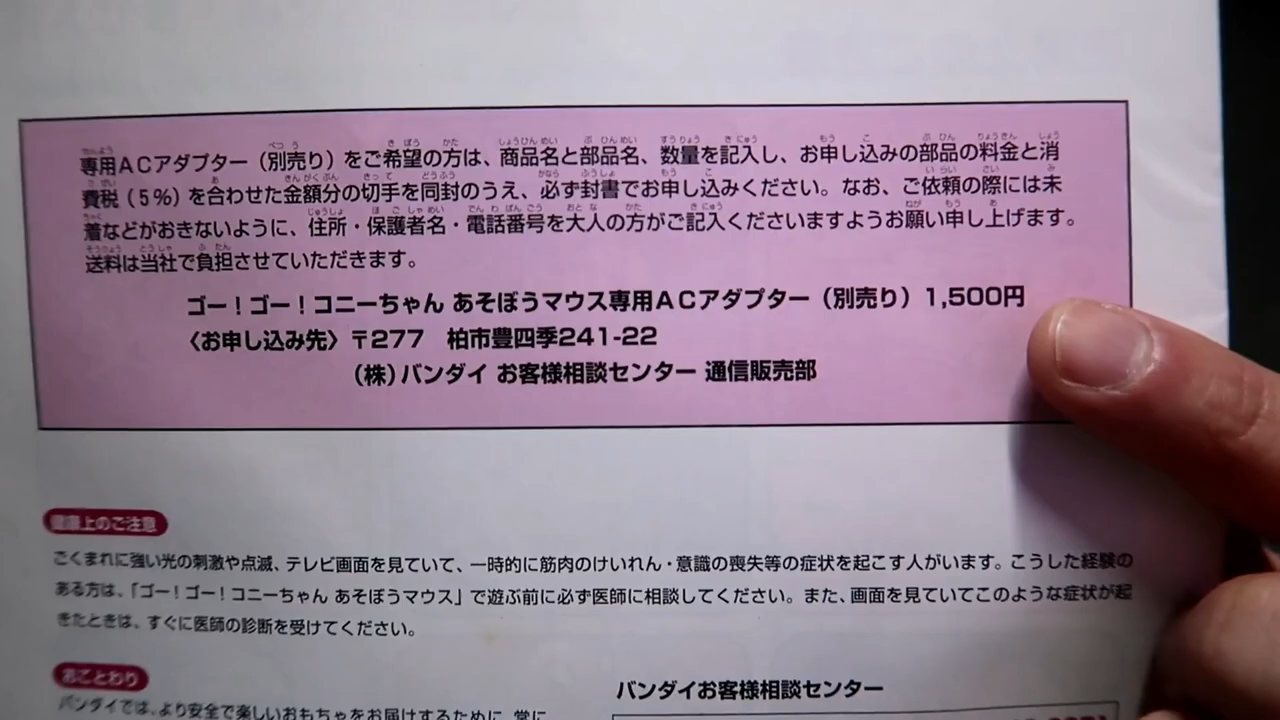 専用ACアダプター（別売り）をご希望の方は、商品名と部品名、数量を記入し、お申し込みの部品の料金と消
費税（5％）を合わせた金額分の切手を同封のうえ、必ず封書でお申し込みください。なお、ご依頼の際には未
着などがおきないように、住所・保護者名・電話番号を大人の方がご記入くださいますようお願い申し上げます。
送料は当社で負担させていただきます。
ゴー！ゴー！コニーちゃん あそぼうマウス専用ACアダプター（別売り）1,500円
〈お申し込み先〉〒277 柏市豊四季241-22
（株）バンダイ お客様相談センター 通信販売部
健康上のご注意
ごくまれに強い光の刺激や点滅、テレビ画面を見ていて、一時的に筋肉のけいれん・意識の喪失等の症状を起こす人がいます。こうした経験の
ある方は、「ゴー！ゴー！コニーちゃん あそぼうマウス」で遊ぶ前に必ず医師に相談してください。また、画面を見ていてこのような症状が起
きたときは、すぐに医師の診断を受けてください。
おことわり
バンダイでは、より安全で楽しいおもちゃをお届けするために、常に
バンダイお客様相談センター